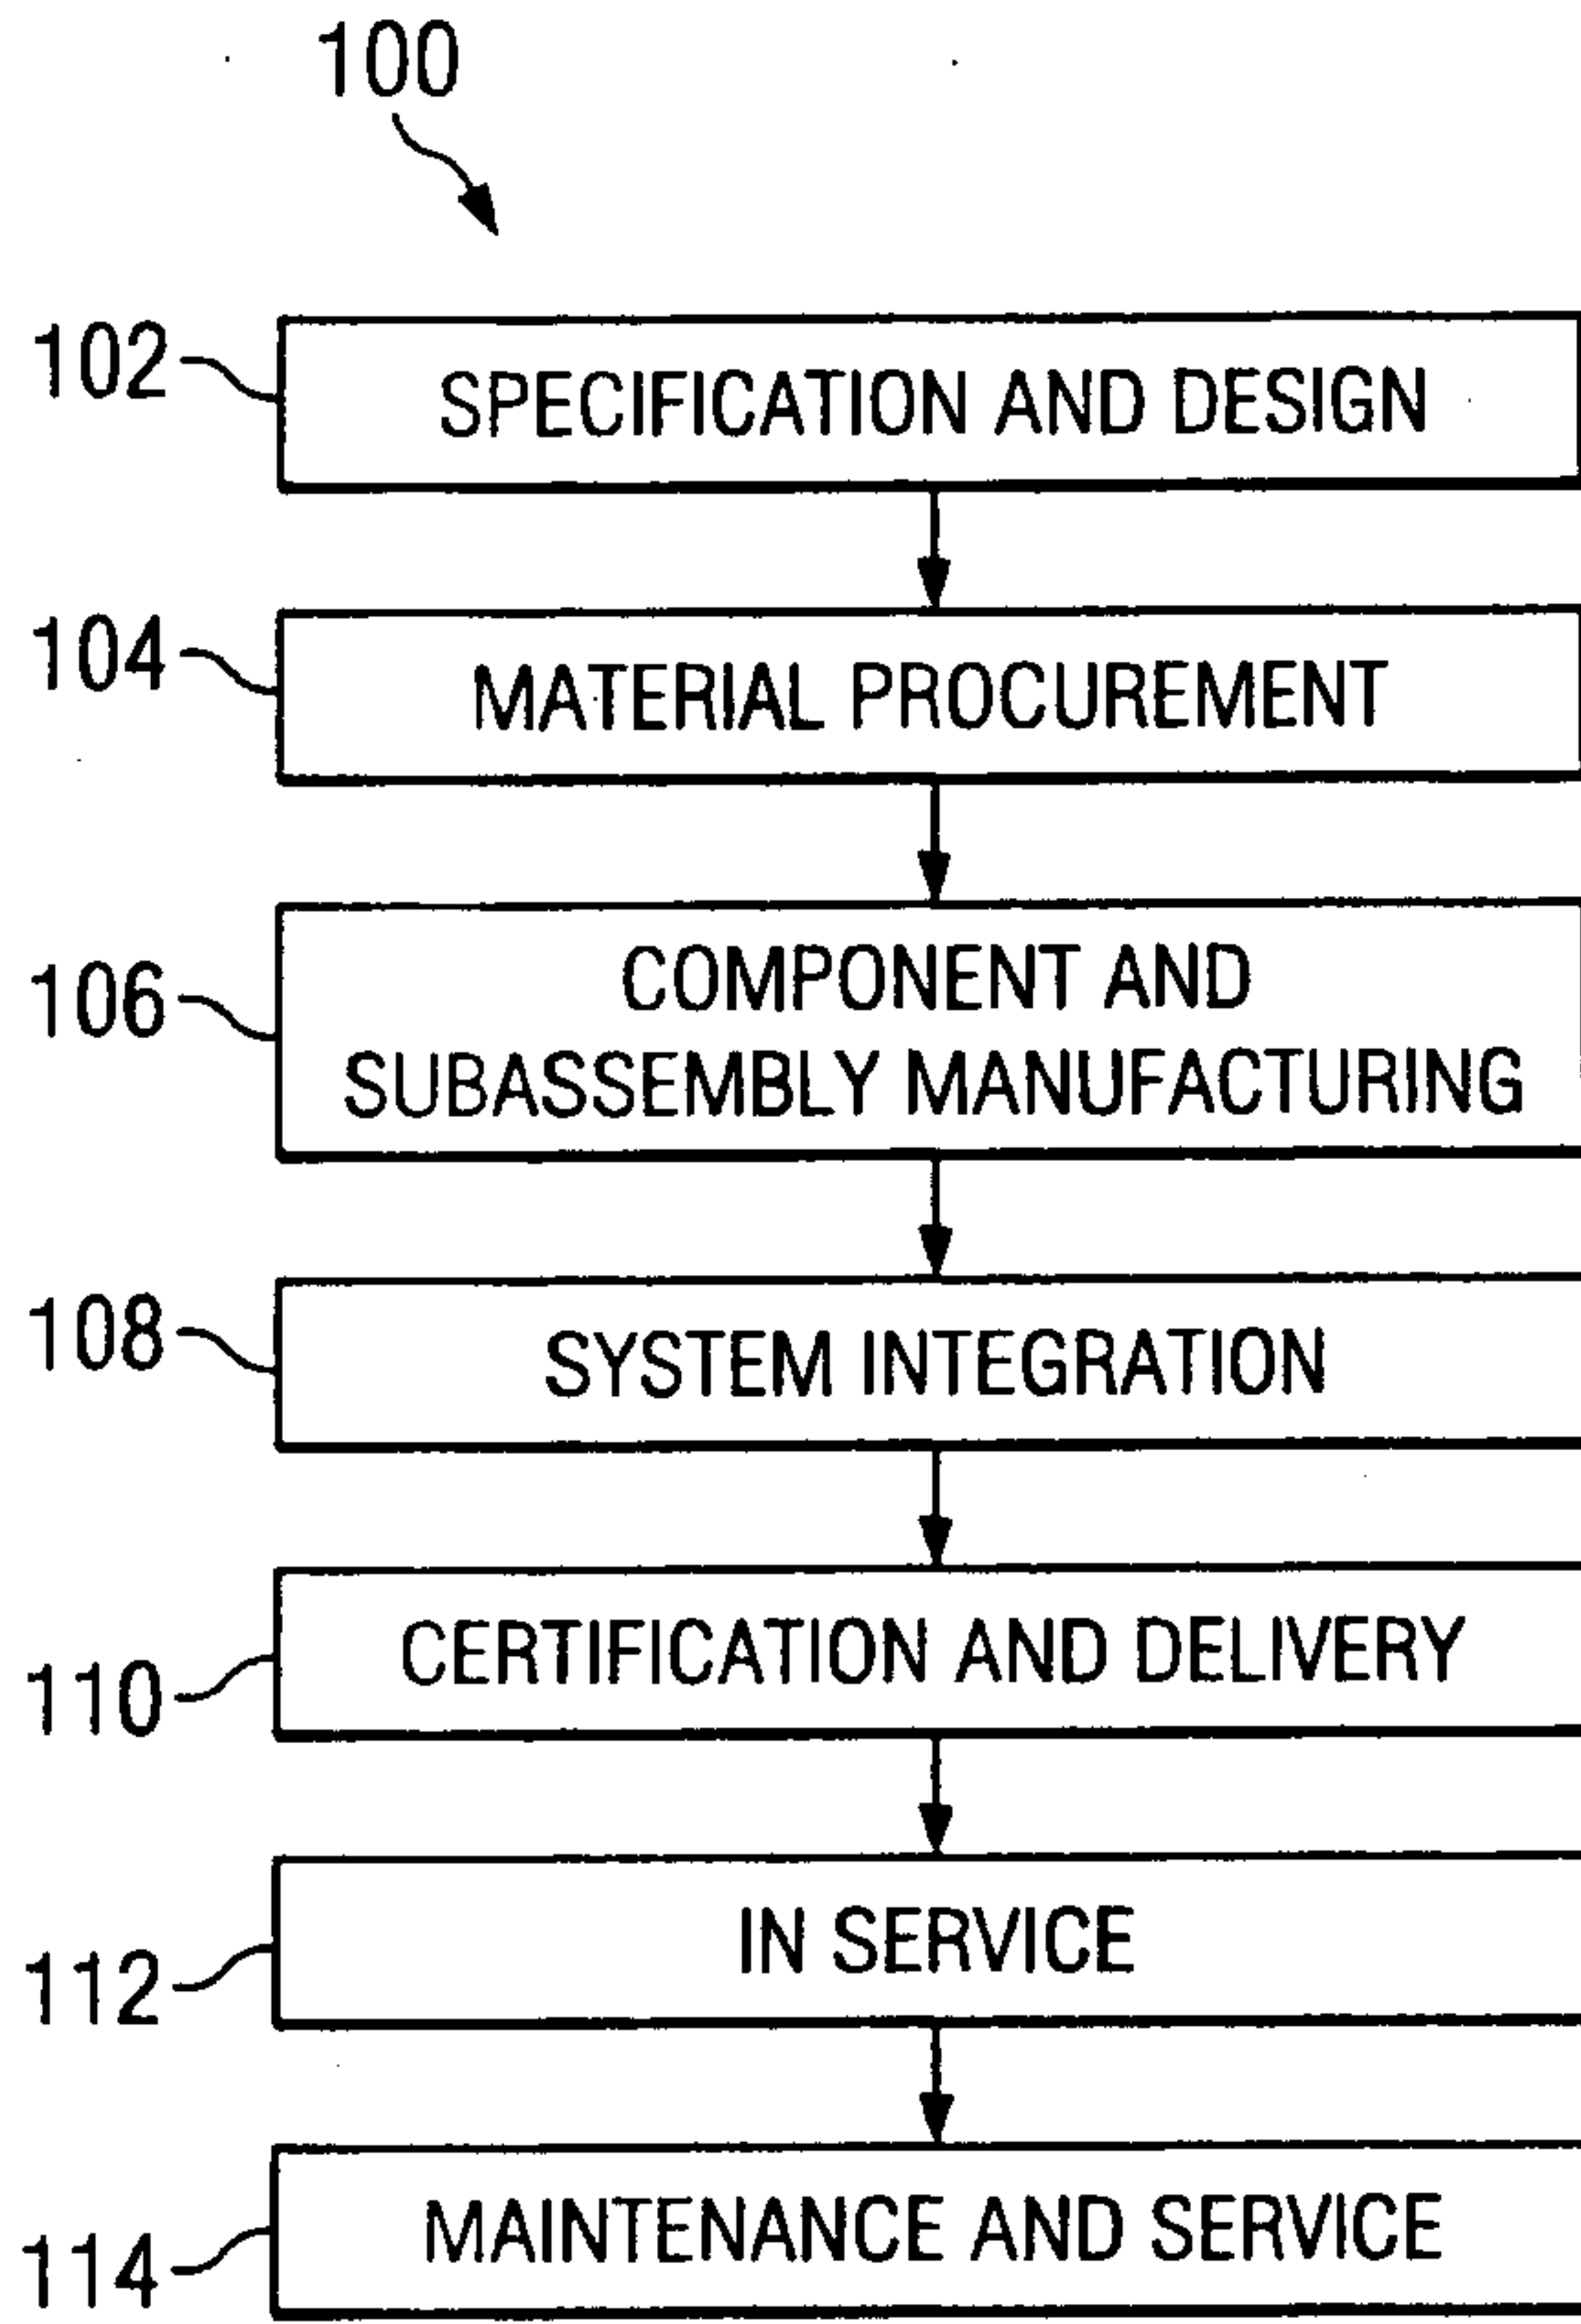 100
102
SPECIFICATION AND DESIGN
104
MATERIAL PROCUREMENT
106
COMPONENT AND
SUBASSEMBLY MANUFACTURING
108
SYSTEM INTEGRATION
110
CERTIFICATION AND DELIVERY
112
IN SERVICE
114
MAINTENANCE AND SERVICE